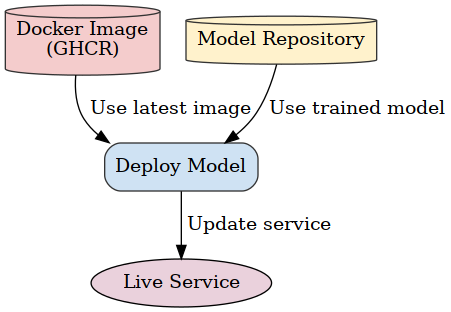 Docker Image
(GHCR)
Model Repository
Use latest image
Use trained model
Deploy Model
Update service
Live Service